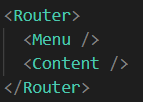 <Router>
  <Menu />
  <Content />
</Router>